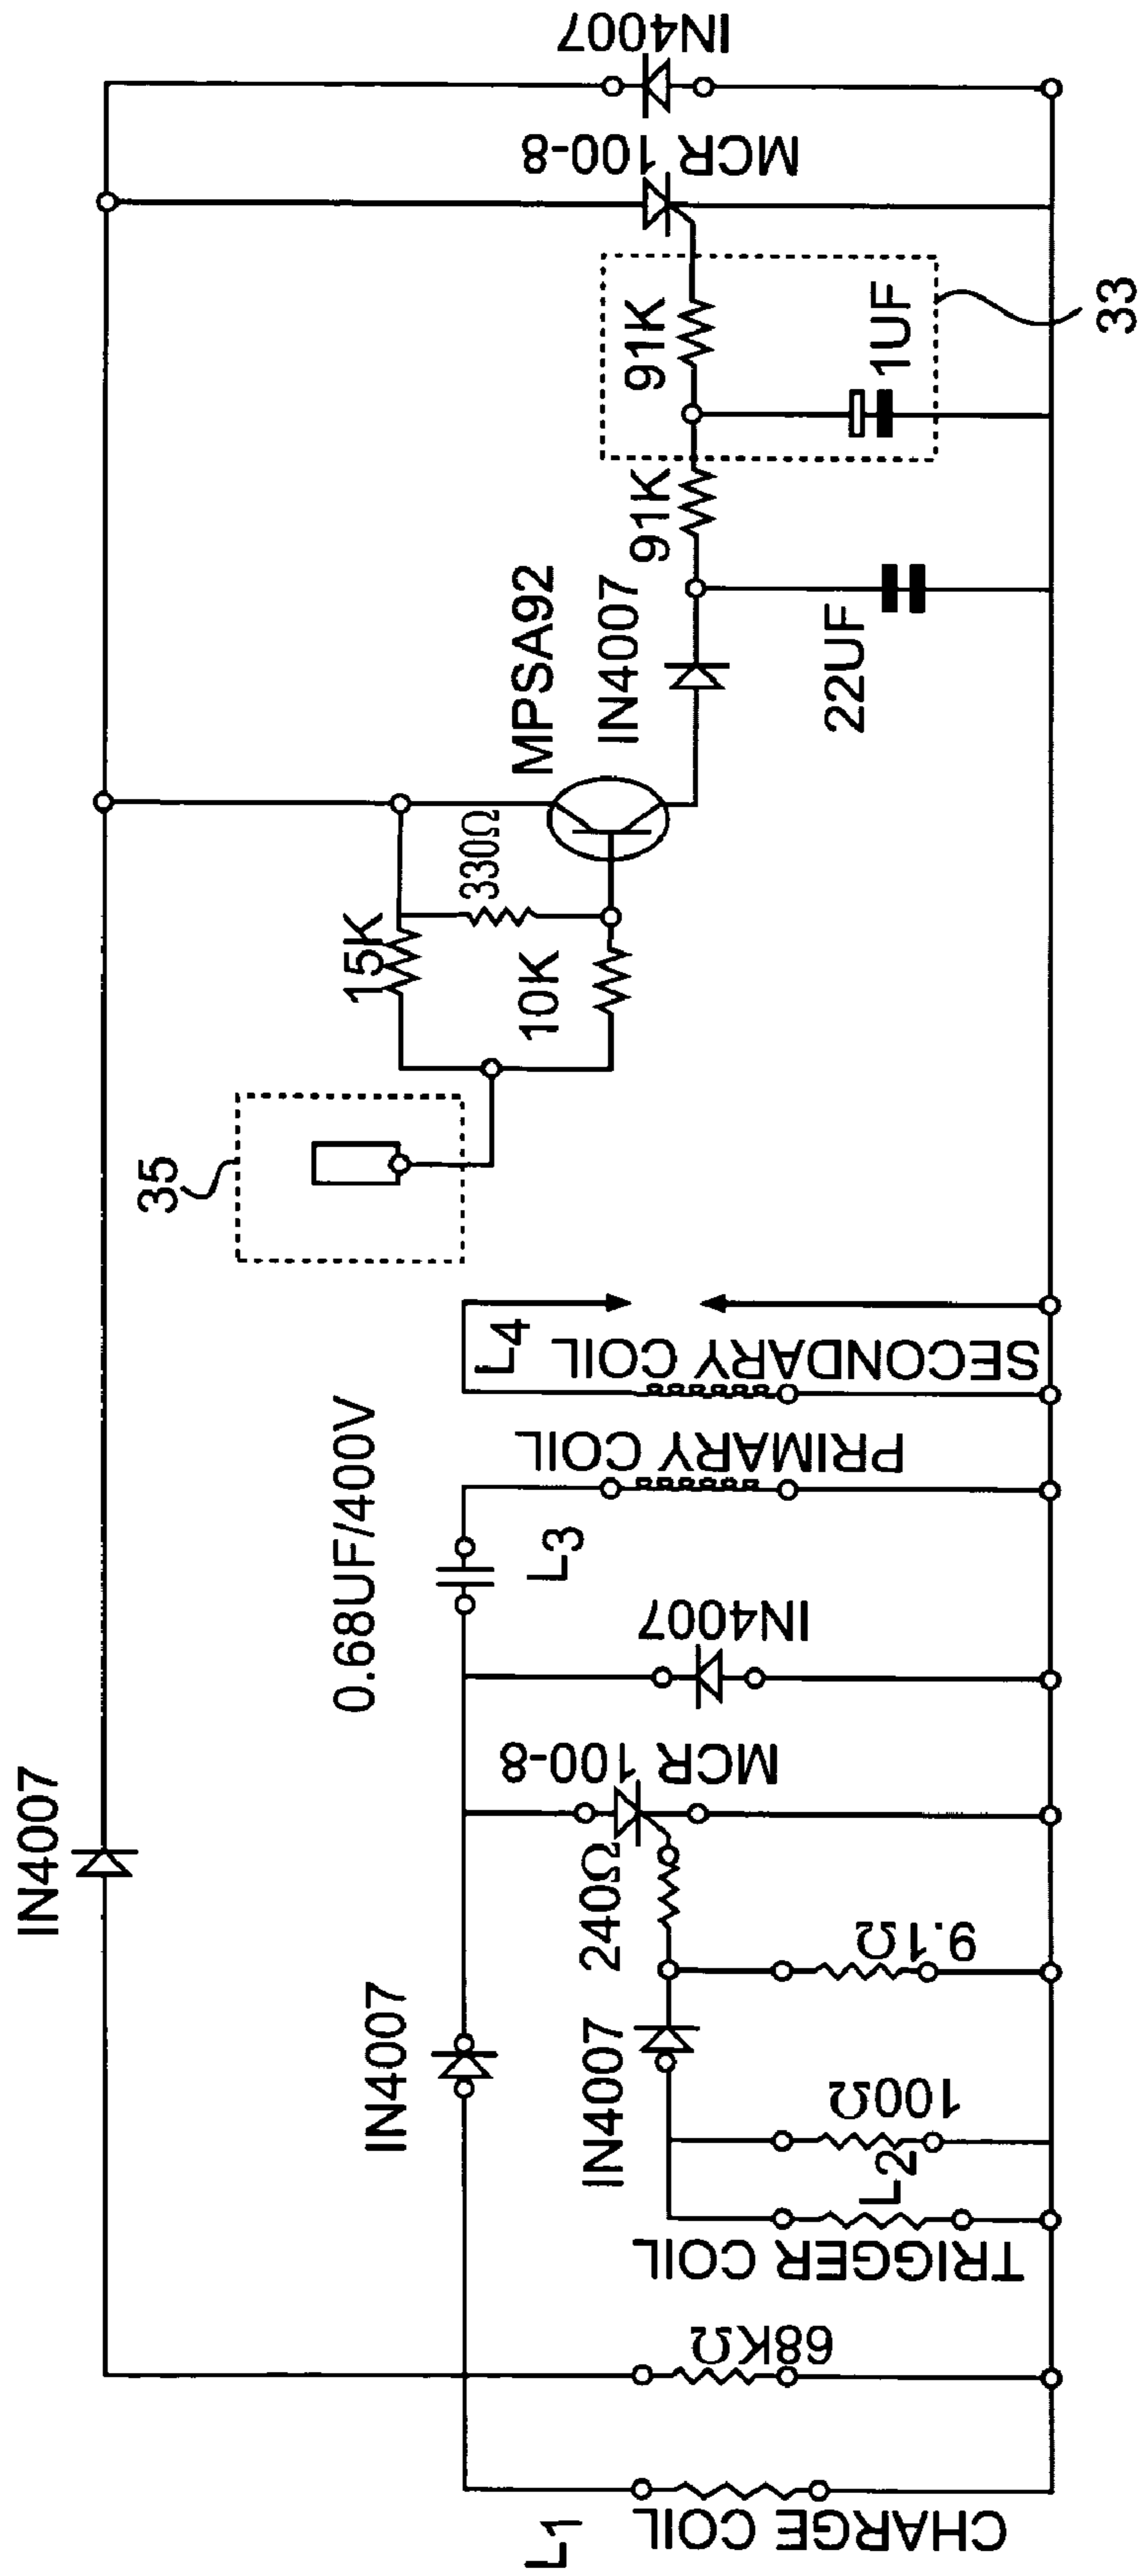 IN4007
MCR 100-8
91K
1UF
33
91K
MPSA92
IN4007
22UF
330Ω
15K
10K
35
L4
SECONDARY COIL
PRIMARY COIL
0.68UF/400V
L3
IN4007
MCR 100-8
IN4007
240Ω
9.1Ω
IN4007
IN4007
100Ω
L2
TRIGGER COIL
68KΩ
L1
CHARGE COIL